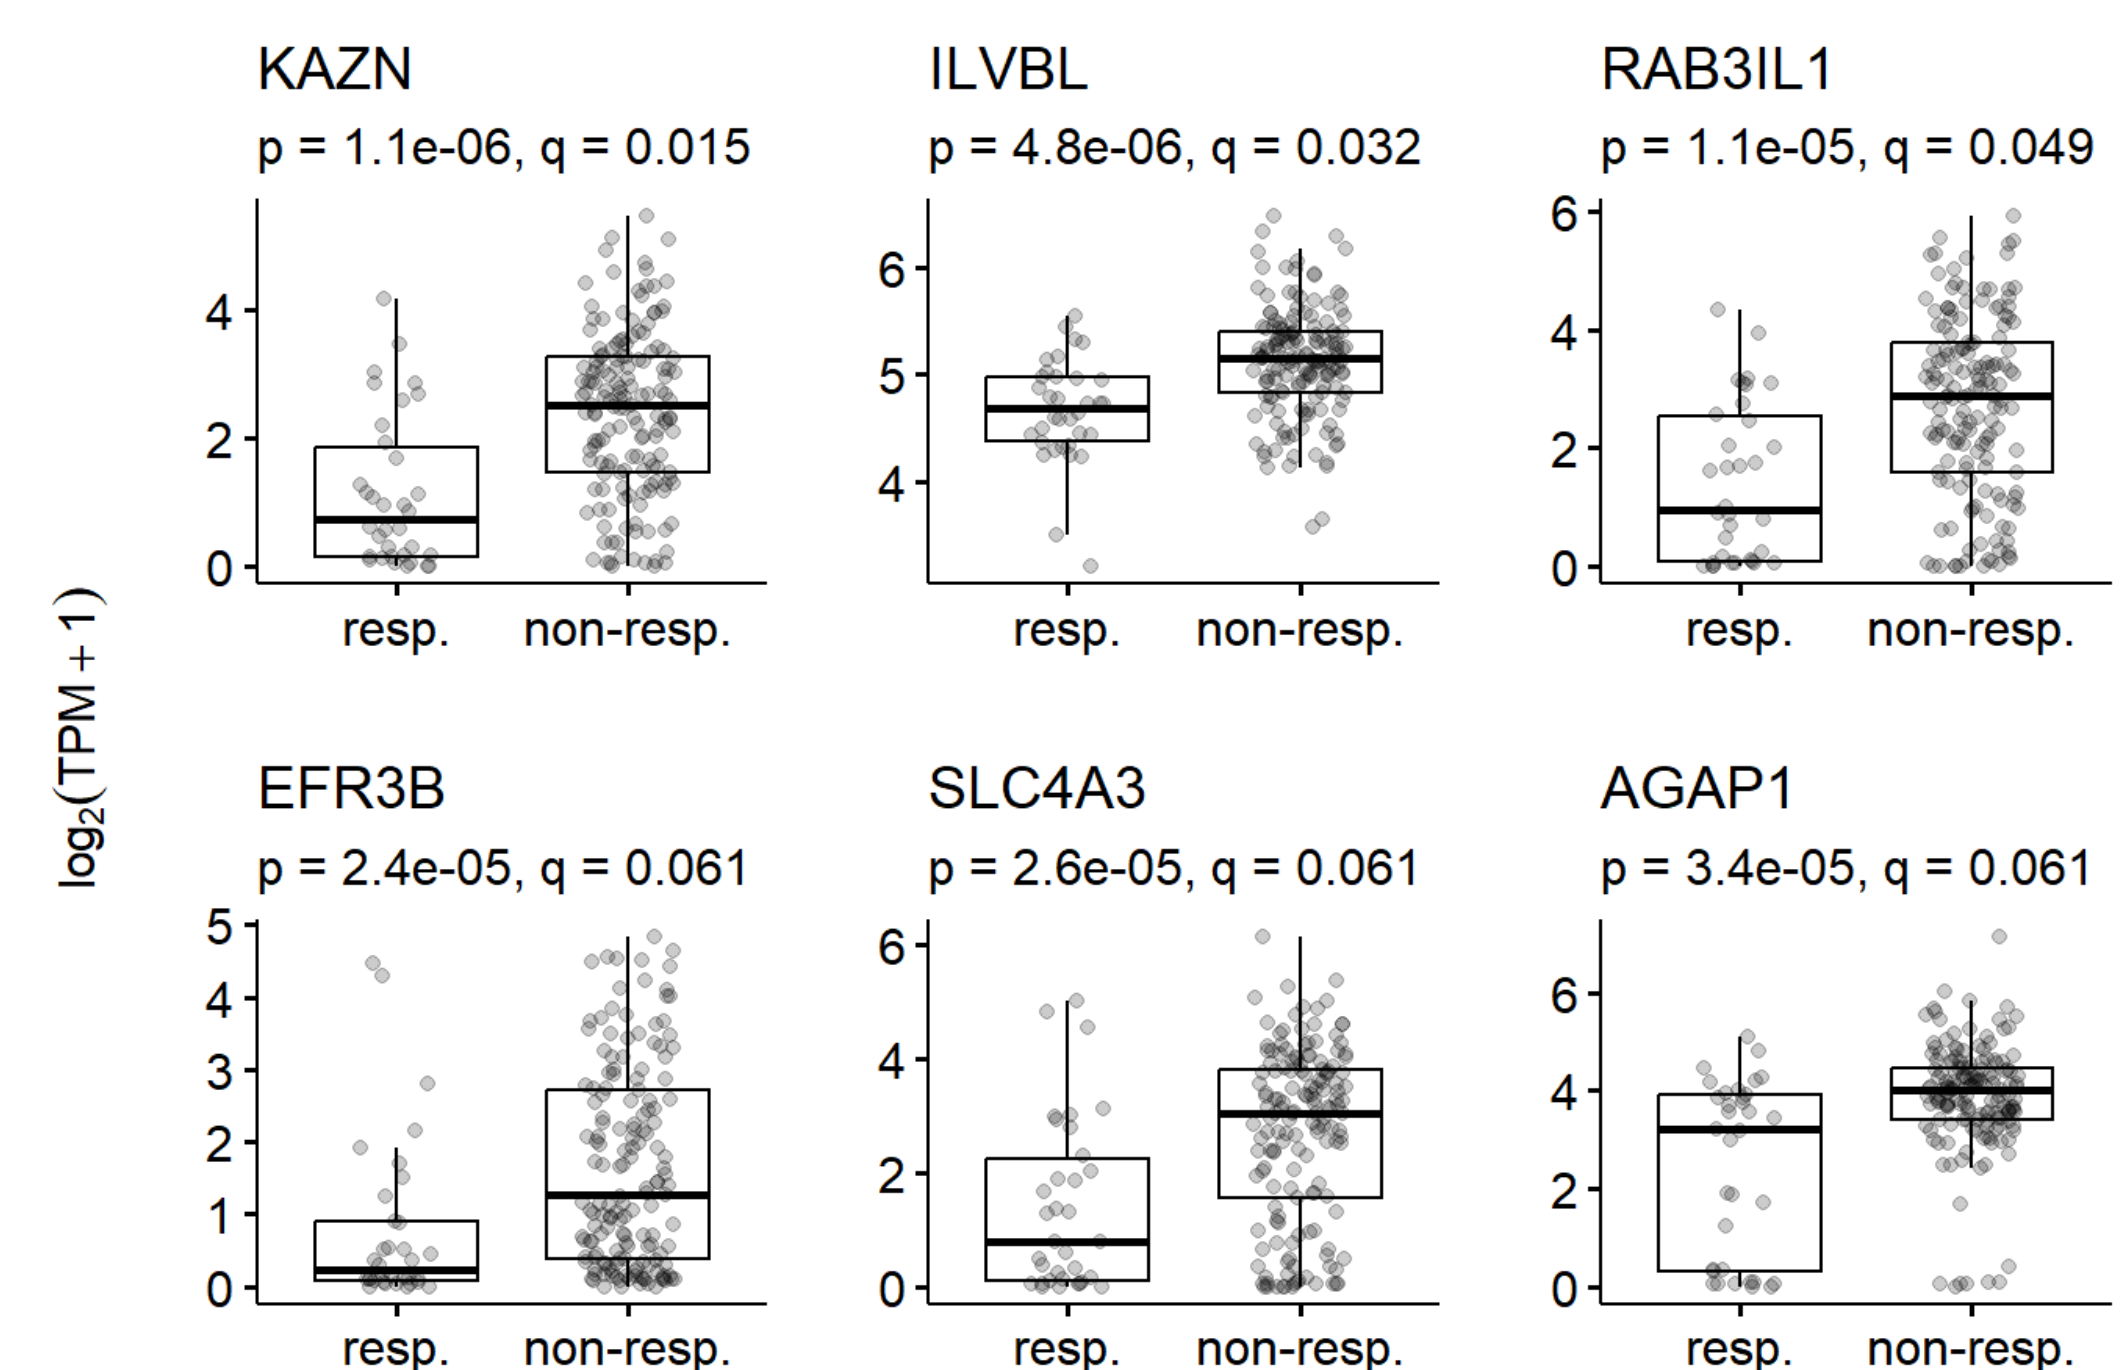 KAZN
p = 1.1e-06, q = 0.015
4
2
0
resp.
non-resp.
ILVBL
p = 4.8e-06, q = 0.032
6
5
4
resp.
non-resp.
RAB3IL1
p = 1.1e-05, q = 0.049
6
4
2
0
resp.
non-resp.
log₂(TPM + 1)
EFR3B
p = 2.4e-05, q = 0.061
5
4
3
2
1
0
resp.
non-resp.
SLC4A3
p = 2.6e-05, q = 0.061
6
4
2
0
resp.
non-resp.
AGAP1
p = 3.4e-05, q = 0.061
6
4
2
0
resp.
non-resp.